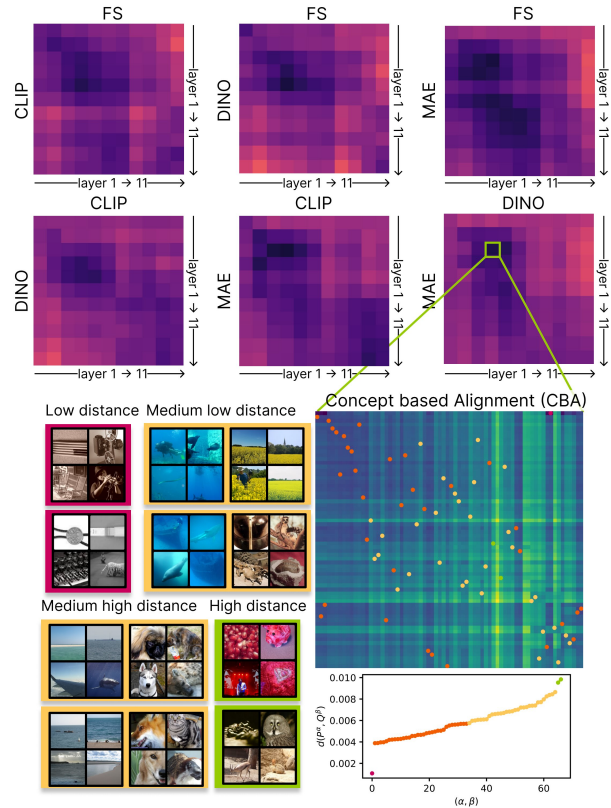 FS FS FS
CLIP DINO MAE
layer 1 → 11 layer 1 → 11 layer 1 → 11
layer 1 → 11 layer 1 → 11 layer 1 → 11
CLIP CLIP DINO
DINO MAE MAE
layer 1 → 11 layer 1 → 11 layer 1 → 11
layer 1 → 11 layer 1 → 11 layer 1 → 11
Concept based Alignment (CBA)
Low distance Medium low distance
Medium high distance High distance
0.010
0.008
0.006
0.004
0.002
d(P^α, Q^β)
0 20 40 60
(α, β)